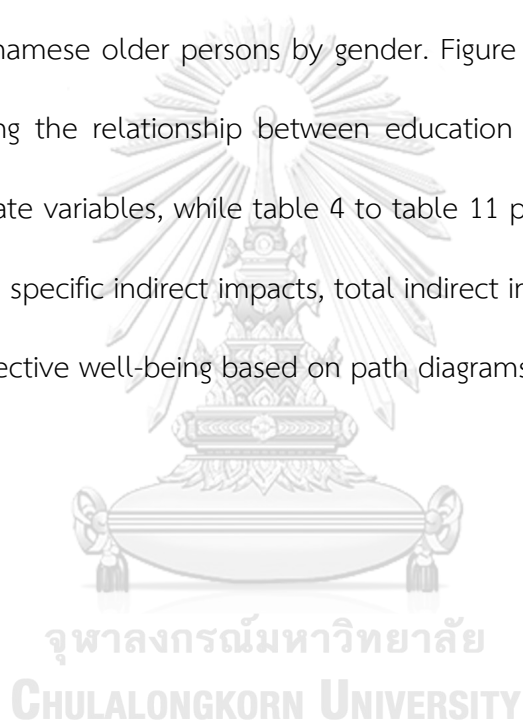 namese older persons by gender. Figure
ng the relationship between education
ate variables, while table 4 to table 11 p
specific indirect impacts, total indirect in
ective well-being based on path diagrams
จุฬาลงกรณ์มหาวิทยาลัย
CHULALONGKORN UNIVERSITY